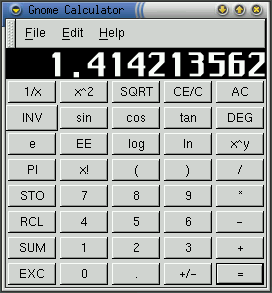 Gnome Calculator
File Edit Help
1.414213562
1/x x^2 SQRT CE/C AC
INV sin cos tan DEG
e EE log ln x^y
PI x! ( ) /
STO 7 8 9 *
RCL 4 5 6 -
SUM 1 2 3 +
EXC 0 . +/- =